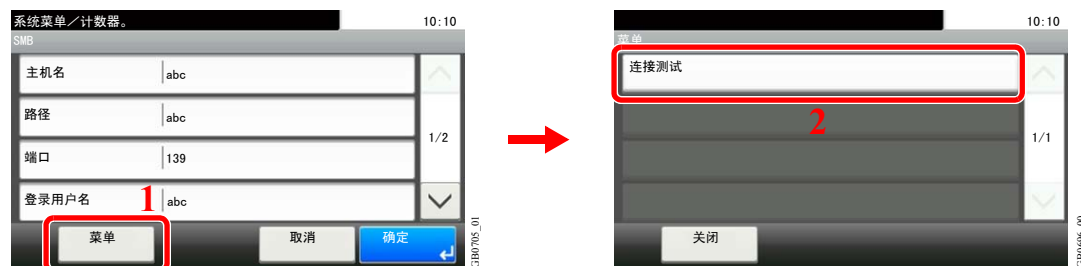 系统菜单／计数器。 10:10
SMB
主机名 abc
路径 abc
1/2
端口 139
登录用户名 abc
1
菜单 取消 确定
GB0705_01
10:10
菜单
连接测试
2
1/1
关闭